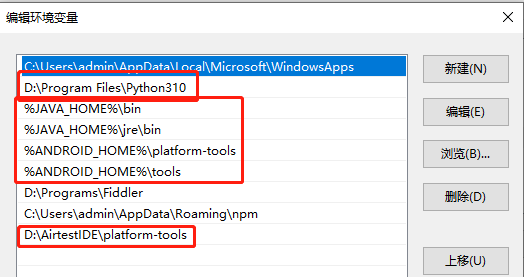 编辑环境变量
C:\Users\admin\AppData\Local\Microsoft\WindowsApps
D:\Program Files\Python310
%JAVA_HOME%\bin
%JAVA_HOME%\jre\bin
%ANDROID_HOME%\platform-tools
%ANDROID_HOME%\tools
D:\Programs\Fiddler
C:\Users\admin\AppData\Roaming\npm
D:\AirtestIDE\platform-tools
新建(N)
编辑(E)
浏览(B)...
删除(D)
上移(U)